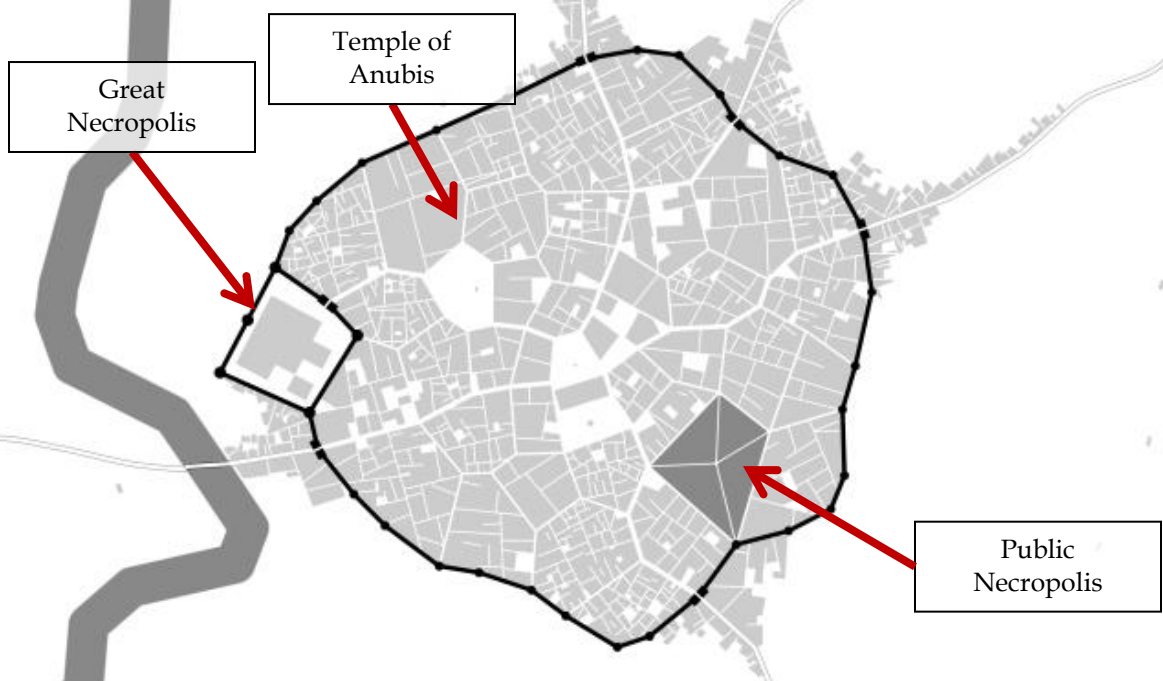 Great
Necropolis
Temple of
Anubis
Public
Necropolis